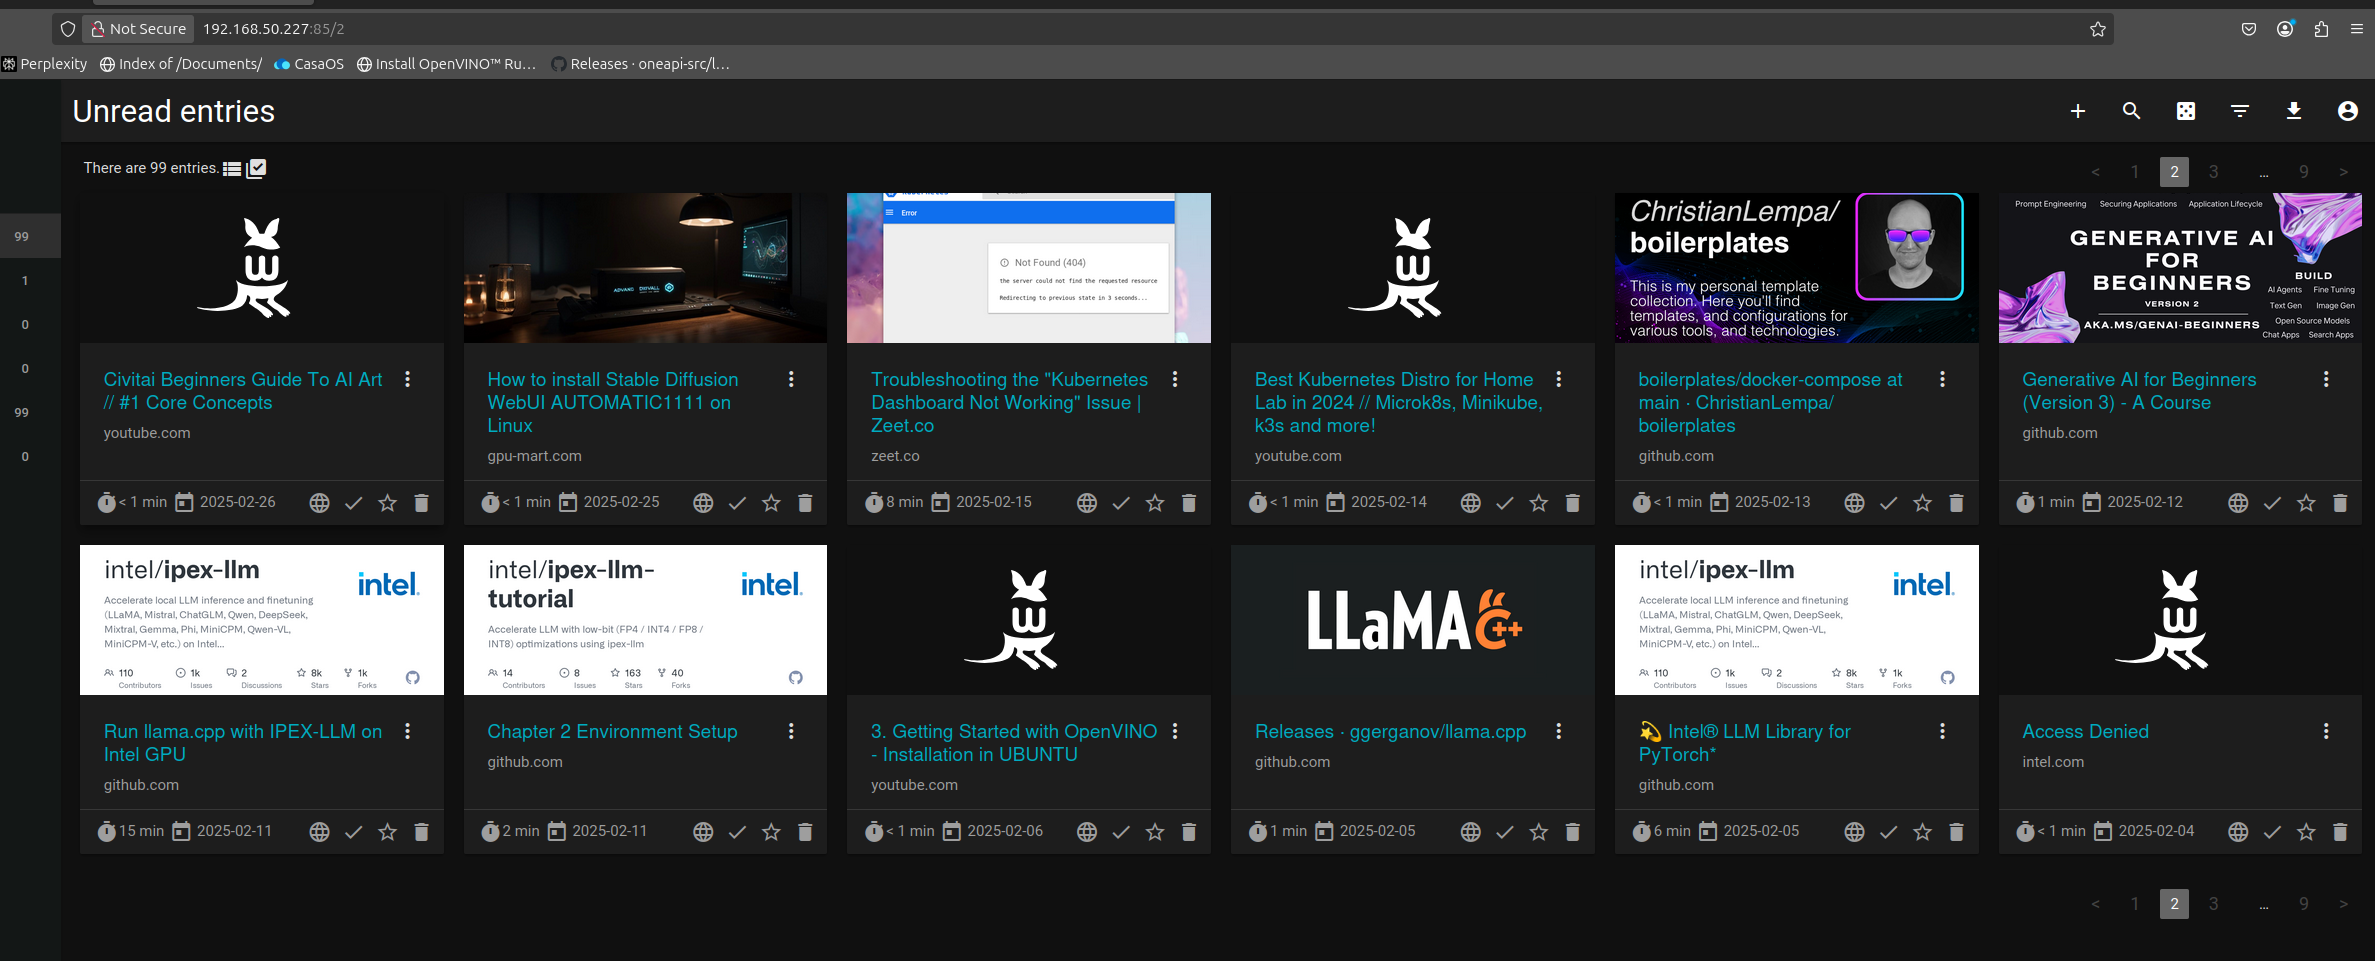 Not Secure 192.168.50.227:85/2
Perplexity Index of /Documents/ CasaOS Install OpenVINO™ Ru… Releases · oneapi-src/l…
Unread entries
There are 99 entries.
< 1 2 3 ... 9 >
99
1
0
0
99
0
Civitai Beginners Guide To AI Art
// #1 Core Concepts
youtube.com
< 1 min 2025-02-26
How to install Stable Diffusion
WebUI AUTOMATIC1111 on
Linux
gpu-mart.com
< 1 min 2025-02-25
Error
Not Found (404)
the server could not find the requested resource
Redirecting to previous state in 3 seconds...
Troubleshooting the "Kubernetes
Dashboard Not Working" Issue |
Zeet.co
zeet.co
8 min 2025-02-15
Best Kubernetes Distro for Home
Lab in 2024 // Microk8s, Minikube,
k3s and more!
youtube.com
< 1 min 2025-02-14
ChristianLempa/
boilerplates
This is my personal template
collection. Here you'll find
templates, and configurations for
various tools, and technologies.
boilerplates/docker-compose at
main · ChristianLempa/
boilerplates
github.com
< 1 min 2025-02-13
Prompt Engineering Securing Applications Application Lifecycle
GENERATIVE AI
FOR
BEGINNERS
VERSION 2
AKA.MS/GENAI-BEGINNERS
BUILD
AI Agents Fine Tuning
Text Gen Image Gen
Open Source Models
Chat Apps Search Apps
Generative AI for Beginners
(Version 3) - A Course
github.com
1 min 2025-02-12
intel/ipex-llm
intel.
Accelerate local LLM inference and finetuning
(LLaMA, Mistral, ChatGLM, Qwen, DeepSeek,
Mixtral, Gemma, Phi, MiniCPM, Qwen-VL,
MiniCPM-V, etc.) on Intel...
110 1k 2 8k 1k
Contributors Issues Discussions Stars Forks
Run llama.cpp with IPEX-LLM on
Intel GPU
github.com
15 min 2025-02-11
intel/ipex-llm-
tutorial
intel.
Accelerate LLM with low-bit (FP4 / INT4 / FP8 /
INT8) optimizations using ipex-llm
14 8 163 40
Contributors Issues Stars Forks
Chapter 2 Environment Setup
github.com
2 min 2025-02-11
3. Getting Started with OpenVINO
- Installation in UBUNTU
youtube.com
< 1 min 2025-02-06
LLaMA C++
Releases · ggerganov/llama.cpp
github.com
1 min 2025-02-05
intel/ipex-llm
intel.
Accelerate local LLM inference and finetuning
(LLaMA, Mistral, ChatGLM, Qwen, DeepSeek,
Mixtral, Gemma, Phi, MiniCPM, Qwen-VL,
MiniCPM-V, etc.) on Intel...
110 1k 2 8k 1k
Contributors Issues Discussions Stars Forks
💫 Intel® LLM Library for
PyTorch*
github.com
6 min 2025-02-05
Access Denied
intel.com
< 1 min 2025-02-04
< 1 2 3 ... 9 >